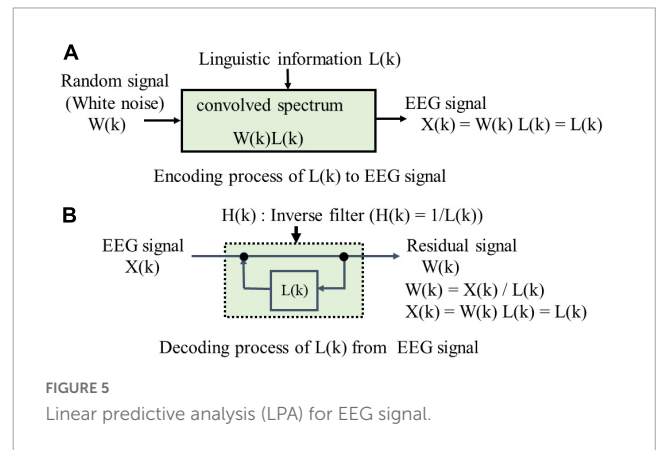 A
Linguistic information L(k)
Random signal
(White noise)
W(k)
convolved spectrum
W(k)L(k)
EEG signal
X(k) = W(k) L(k) = L(k)
Encoding process of L(k) to EEG signal
B
H(k) : Inverse filter (H(k) = 1/L(k))
EEG signal
X(k)
L(k)
Residual signal
W(k)
W(k) = X(k) / L(k)
X(k) = W(k) L(k) = L(k)
Decoding process of L(k) from EEG signal
FIGURE 5
Linear predictive analysis (LPA) for EEG signal.